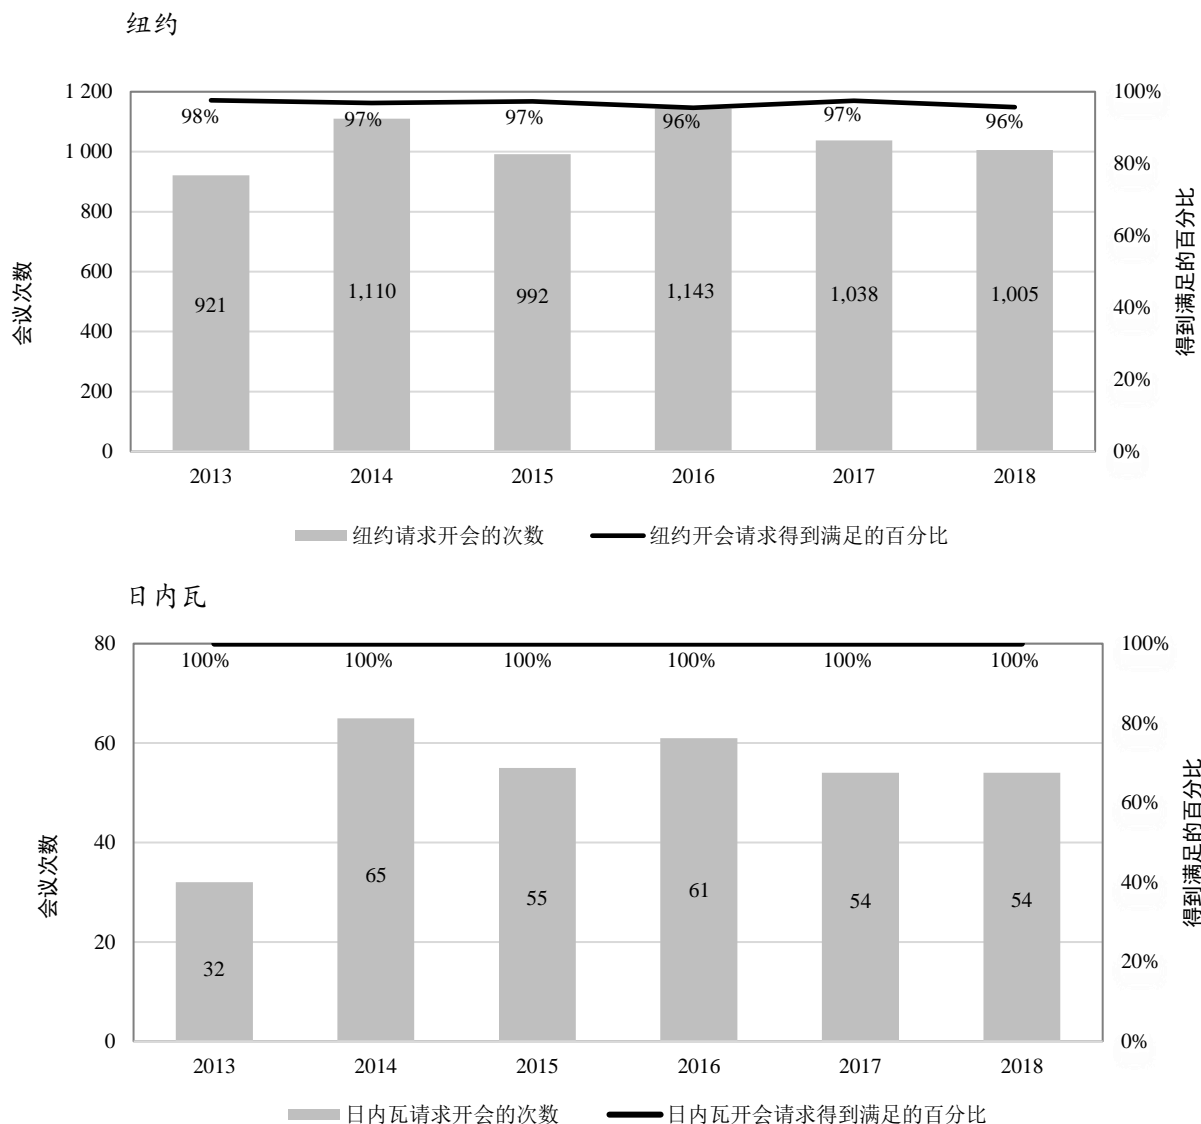 纽约
1 200
1 000
800
600
400
200
0
会议次数
100%
80%
60%
40%
20%
0%
得到满足的百分比
98% 97% 97% 96% 97% 96%
921 1,110 992 1,143 1,038 1,005
2013 2014 2015 2016 2017 2018
纽约请求开会的次数 纽约开会请求得到满足的百分比
日内瓦
80
60
40
20
0
会议次数
100%
80%
60%
40%
20%
0%
得到满足的百分比
100% 100% 100% 100% 100% 100%
32 65 55 61 54 54
2013 2014 2015 2016 2017 2018
日内瓦请求开会的次数 日内瓦开会请求得到满足的百分比